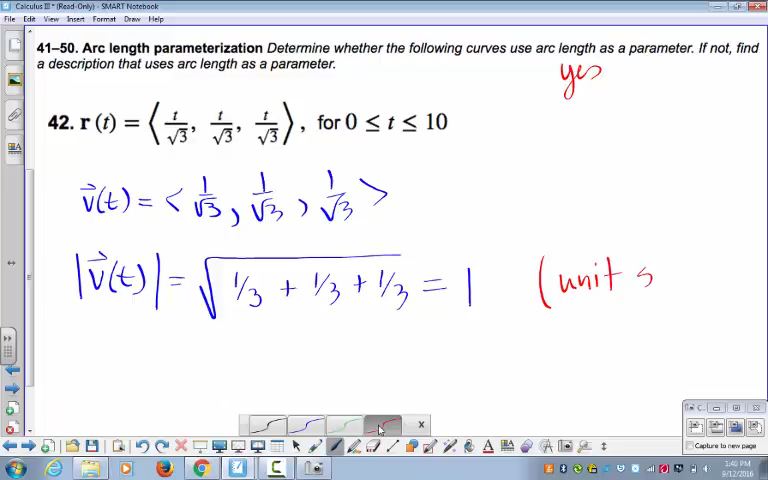 Calculus III * (Read-Only) - SMART Notebook
File Edit View Insert Format Tools Draw Help
41–50. Arc length parameterization Determine whether the following curves use arc length as a parameter. If not, find
a description that uses arc length as a parameter.
yes
42. r (t) = ⟨ t/√3, t/√3, t/√3 ⟩, for 0 ≤ t ≤ 10
v⃗(t) = < 1/√3, 1/√3, 1/√3 >
|v⃗(t)| = √(1/3 + 1/3 + 1/3) = 1 (unit s
Capture to new page
1:40 PM
9/12/2016